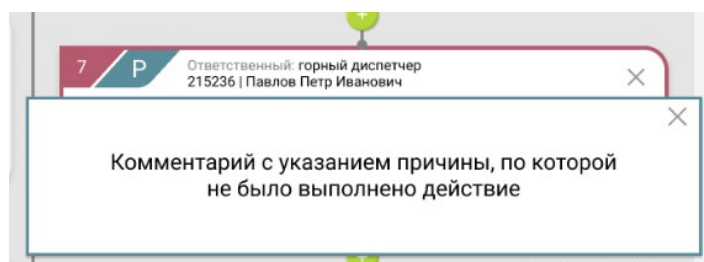 7 P Ответственный: горный диспетчер
215236 | Павлов Петр Иванович
Комментарий с указанием причины, по которой
не было выполнено действие